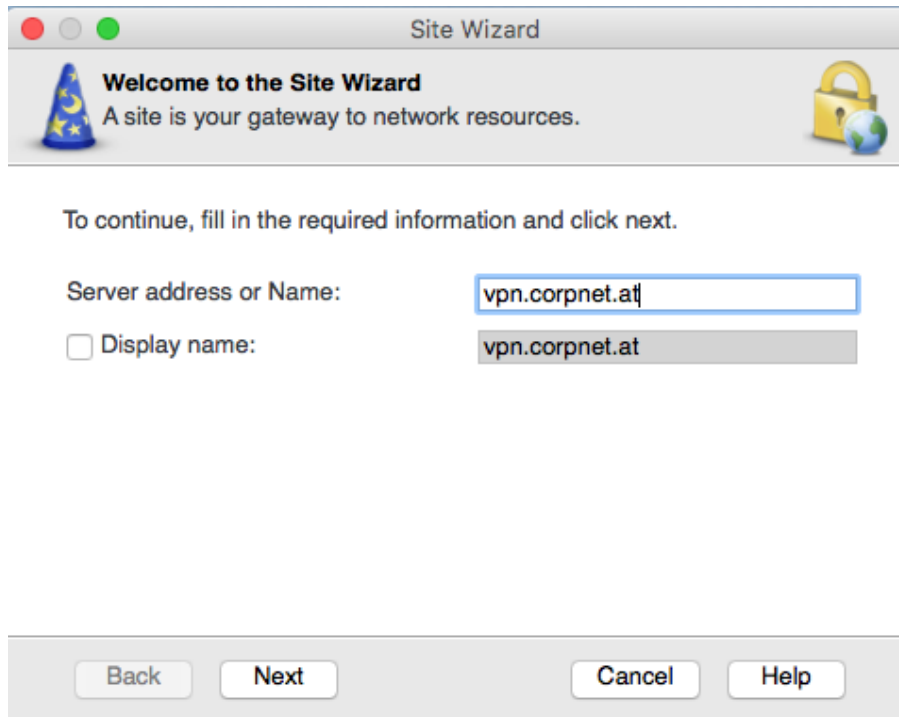 Site Wizard
Welcome to the Site Wizard
A site is your gateway to network resources.
To continue, fill in the required information and click next.
Server address or Name: vpn.corpnet.at
Display name: vpn.corpnet.at
Back Next Cancel Help